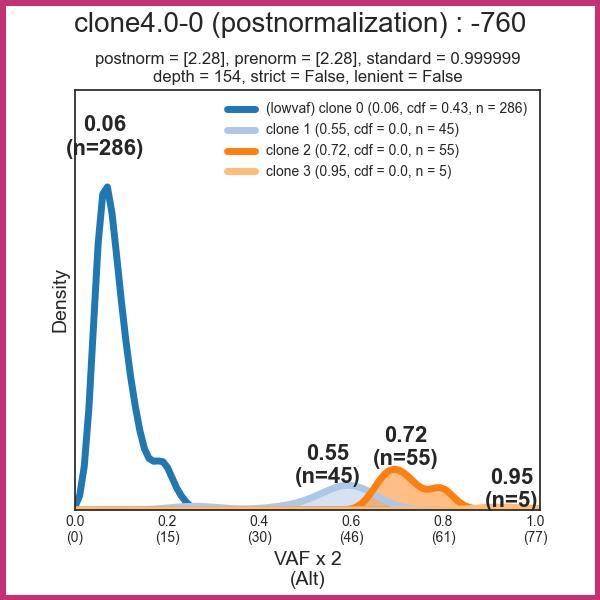 clone4.0-0 (postnormalization) : -760
postnorm = [2.28], prenorm = [2.28], standard = 0.999999
depth = 154, strict = False, lenient = False
(lowvaf) clone 0 (0.06, cdf = 0.43, n = 286)
clone 1 (0.55, cdf = 0.0, n = 45)
clone 2 (0.72, cdf = 0.0, n = 55)
clone 3 (0.95, cdf = 0.0, n = 5)
0.06
(n=286)
Density
0.55
(n=45)
0.72
(n=55)
0.95
(n=5)
0.0 0.2 0.4 0.6 0.8 1.0
(0) (15) (30) (46) (61) (77)
VAF x 2
(Alt)